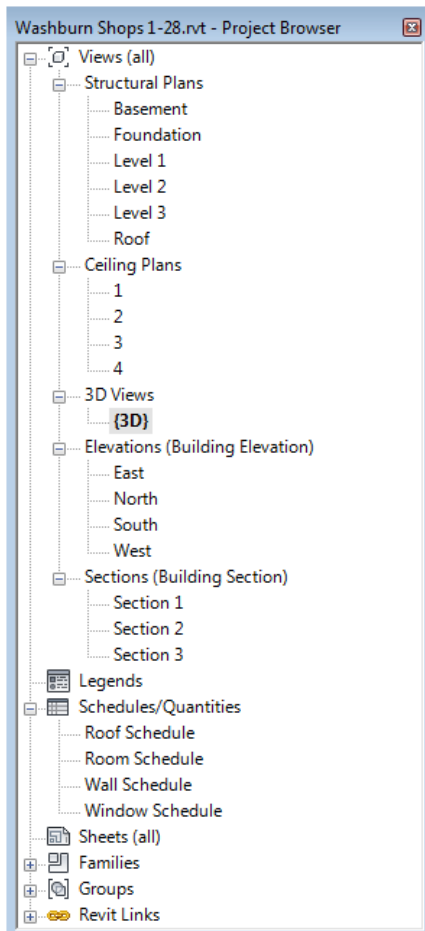 Washburn Shops 1-28.rvt - Project Browser
Views (all)
Structural Plans
Basement
Foundation
Level 1
Level 2
Level 3
Roof
Ceiling Plans
1
2
3
4
3D Views
{3D}
Elevations (Building Elevation)
East
North
South
West
Sections (Building Section)
Section 1
Section 2
Section 3
Legends
Schedules/Quantities
Roof Schedule
Room Schedule
Wall Schedule
Window Schedule
Sheets (all)
Families
Groups
Revit Links